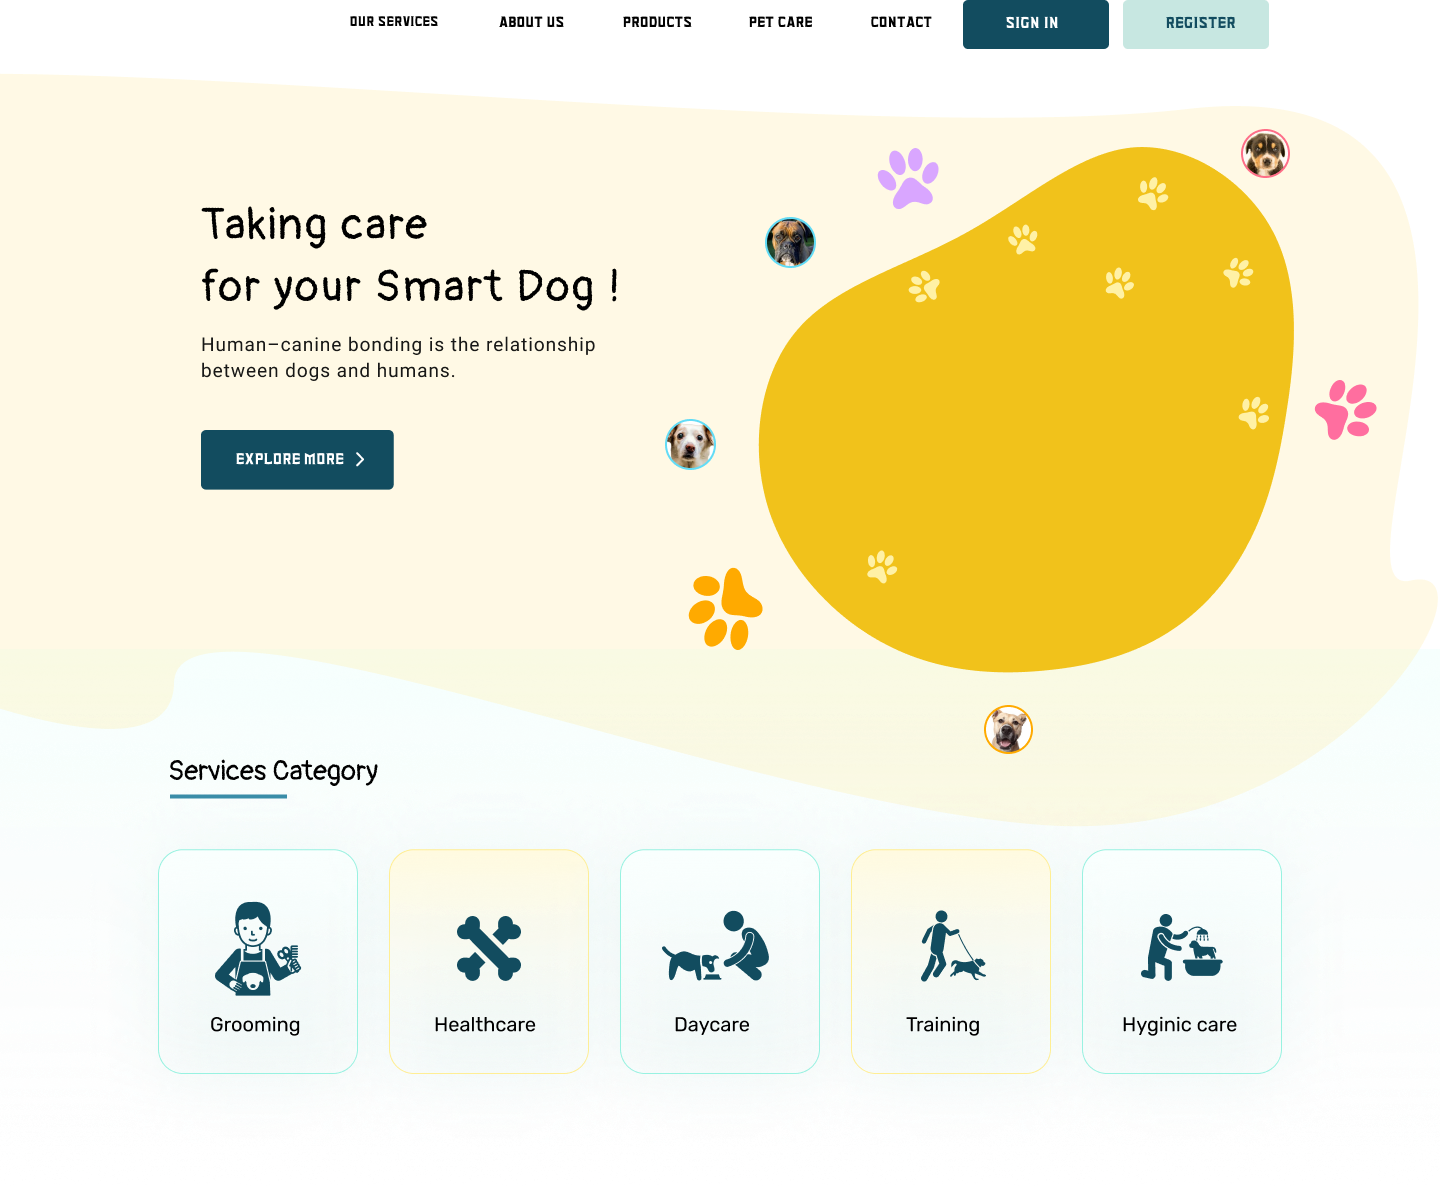 OUR SERVICES
ABOUT US
PRODUCTS
PET CARE
CONTACT
SIGN IN
REGISTER
Taking care
for your Smart Dog !
Human–canine bonding is the relationship
between dogs and humans.
EXPLORE MORE
Services Category
Grooming
Healthcare
Daycare
Training
Hyginic care